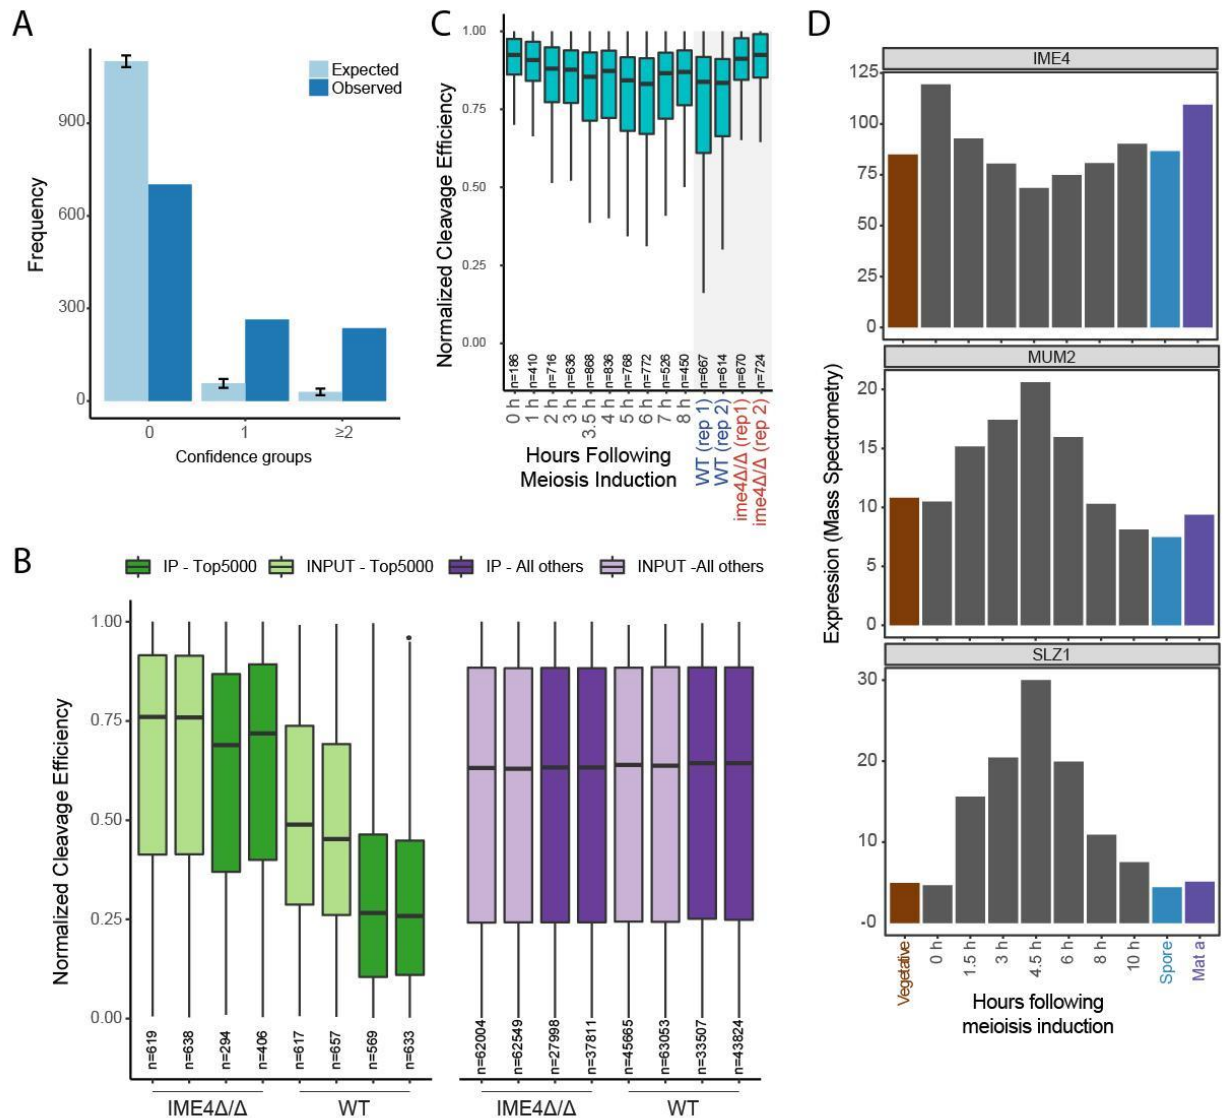 A
Expected
Observed
900
600
300
0
Frequency
0
1
≥2
Confidence groups
C
1.00
0.75
0.50
0.25
0.00
Normalized Cleavage Efficiency
n=186
n=410
n=716
n=636
n=868
n=836
n=768
n=772
n=526
n=450
n=667
n=614
n=670
n=724
0 h
1 h
2 h
3 h
3.5 h
4 h
5 h
6 h
7 h
8 h
WT (rep 1)
WT (rep 2)
ime4Δ/Δ (rep1)
ime4Δ/Δ (rep 2)
Hours Following
Meiosis Induction
B
IP - Top5000
INPUT - Top5000
IP - All others
INPUT -All others
1.00
0.75
0.50
0.25
0.00
Normalized Cleavage Efficiency
n=619
n=638
n=294
n=406
n=617
n=657
n=569
n=633
n=62004
n=62549
n=27998
n=37811
n=45665
n=63053
n=33507
n=43824
IME4Δ/Δ
WT
IME4Δ/Δ
WT
D
IME4
125
100
75
50
25
0
MUM2
20
15
10
5
0
SLZ1
30
20
10
-0
Expression (Mass Spectrometry)
Vegetative
0 h
1.5 h
3 h
4.5 h
6 h
8 h
10 h
Spore
Mat a
Hours following
meioisis induction